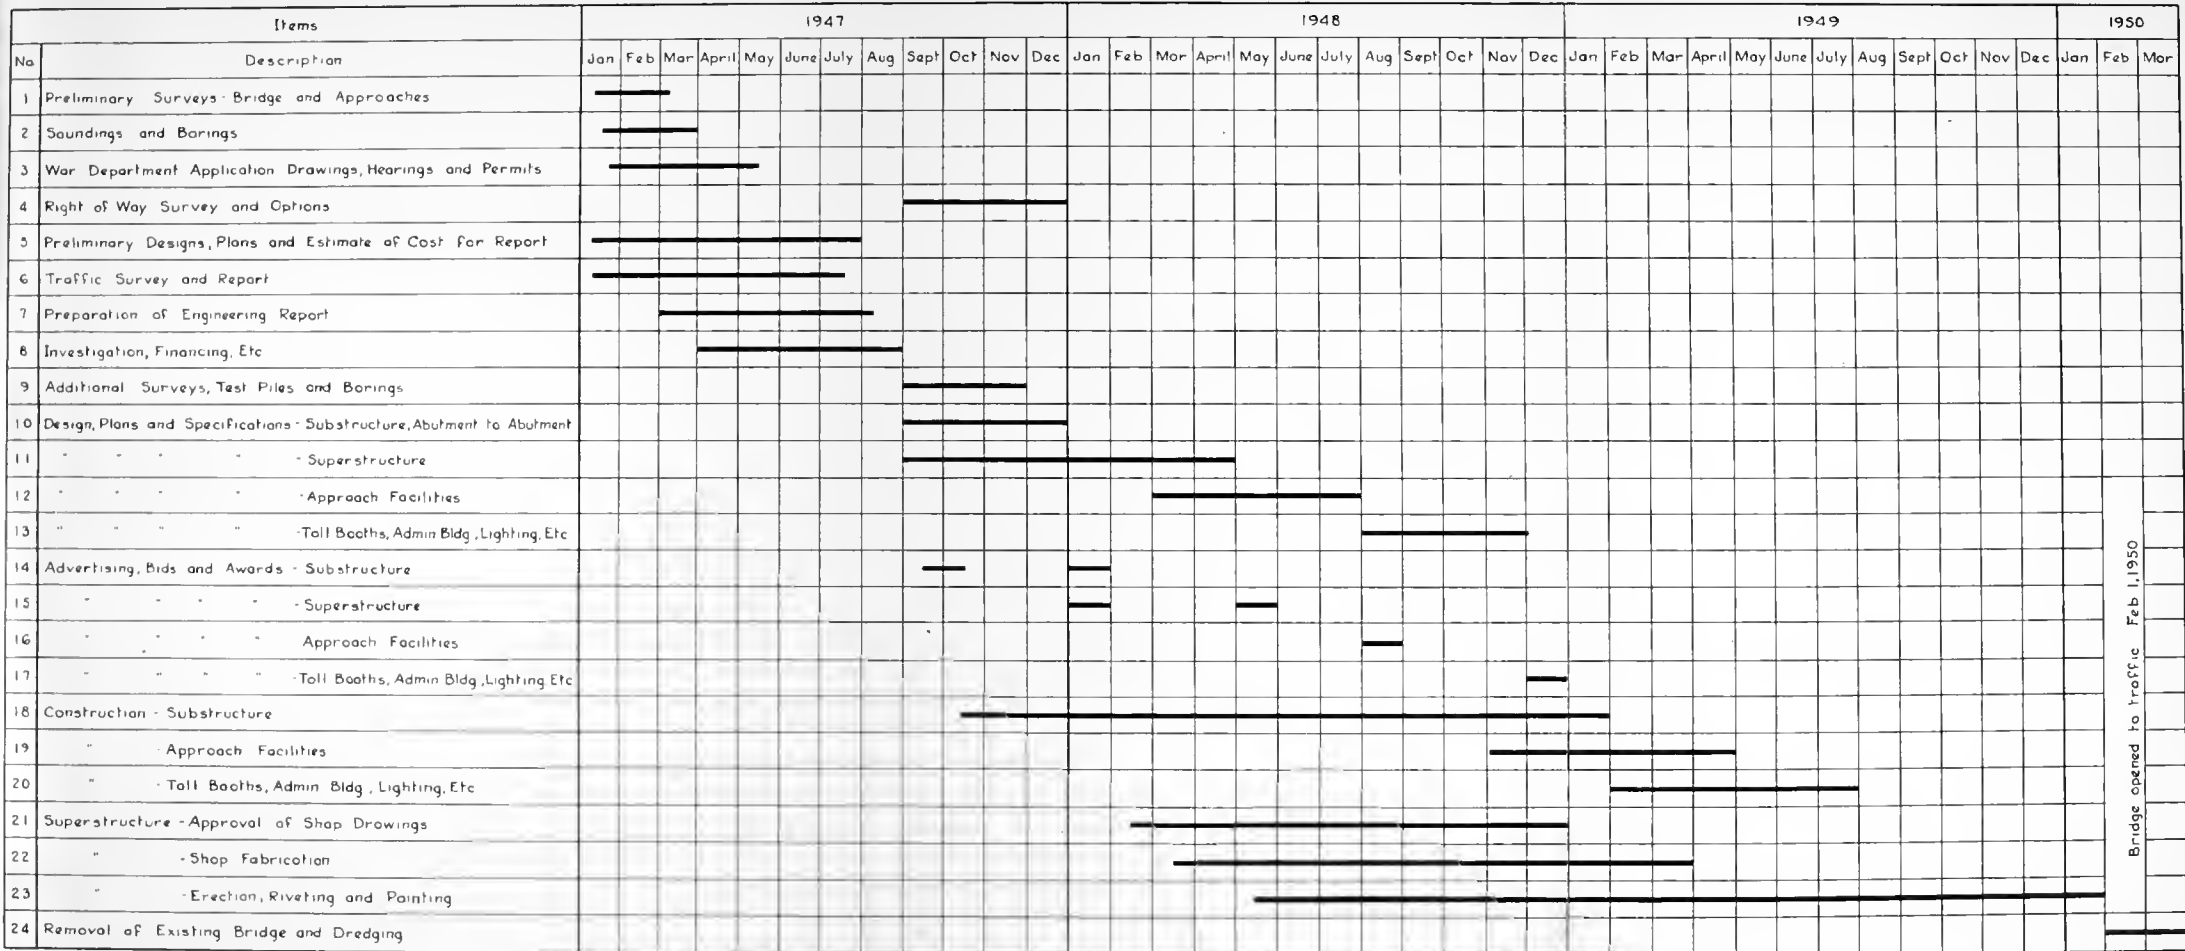 Items 1947 1948 1949 1950
No Description Jan Feb Mar April May June July Aug Sept Oct Nov Dec Jan Feb Mar April May June July Aug Sept Oct Nov Dec Jan Feb Mar April May June July Aug Sept Oct Nov Dec Jan Feb Mar
1 Preliminary Surveys - Bridge and Approaches
2 Soundings and Borings
3 War Department Application Drawings, Hearings and Permits
4 Right of Way Survey and Options
5 Preliminary Designs, Plans and Estimate of Cost for Report
6 Traffic Survey and Report
7 Preparation of Engineering Report
8 Investigation, Financing, Etc
9 Additional Surveys, Test Piles and Borings
10 Design, Plans and Specifications - Substructure, Abutment to Abutment
11 " " " " - Superstructure
12 " " " " - Approach Facilities
13 " " " " - Toll Booths, Admin Bldg, Lighting, Etc
14 Advertising, Bids and Awards - Substructure
15 " " " " - Superstructure
16 " " " " Approach Facilities
17 " " " " - Toll Booths, Admin Bldg, Lighting, Etc
18 Construction - Substructure
19 " - Approach Facilities
20 " - Toll Booths, Admin Bldg, Lighting, Etc
21 Superstructure - Approval of Shop Drawings
22 " - Shop Fabrication
23 " - Erection, Riveting and Painting
24 Removal of Existing Bridge and Dredging
Bridge opened to traffic Feb 1, 1950